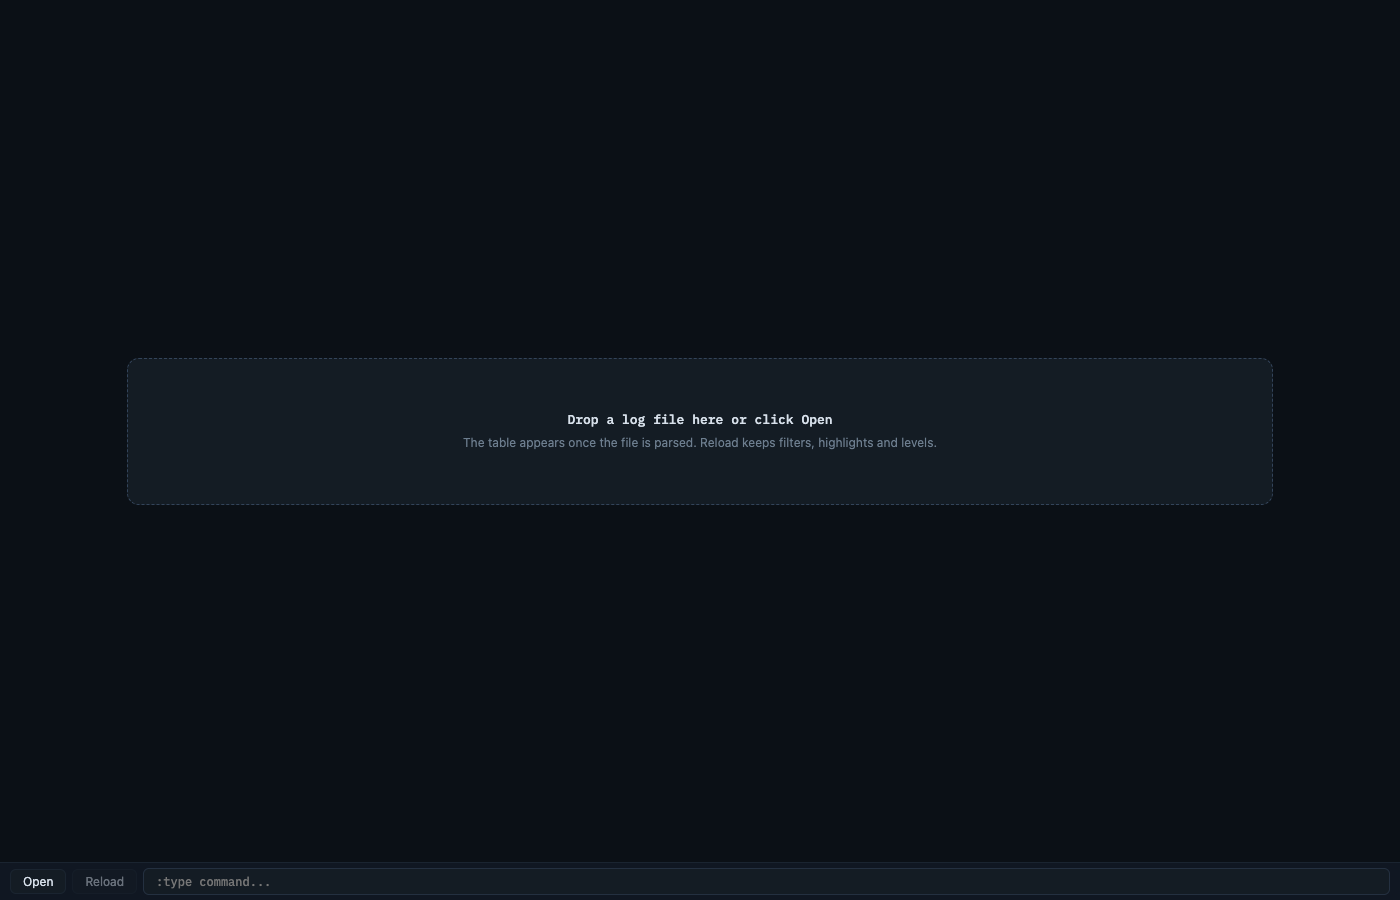 Drop a log file here or click Open
The table appears once the file is parsed. Reload keeps filters, highlights and levels.
Open Reload :type command...